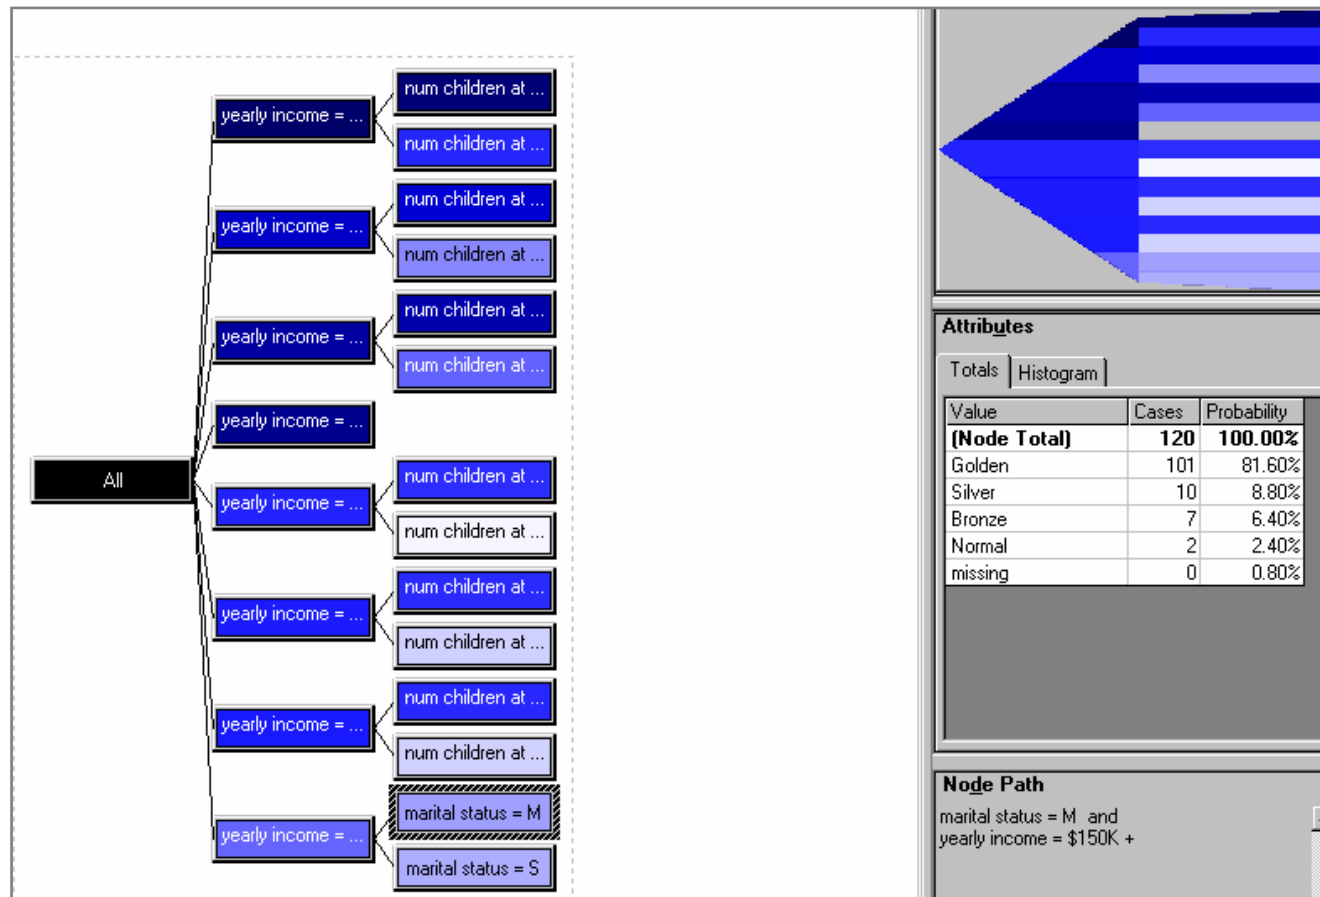 num children at ...
yearly income = ...
num children at ...
num children at ...
yearly income = ...
num children at ...
num children at ...
yearly income = ...
num children at ...
yearly income = ...
All
num children at ...
yearly income = ...
num children at ...
num children at ...
yearly income = ...
num children at ...
num children at ...
yearly income = ...
num children at ...
marital status = M
yearly income = ...
marital status = S
Attributes
Totals Histogram
Value Cases Probability
(Node Total) 120 100.00%
Golden 101 81.60%
Silver 10 8.80%
Bronze 7 6.40%
Normal 2 2.40%
missing 0 0.80%
Node Path
marital status = M and
yearly income = $150K +